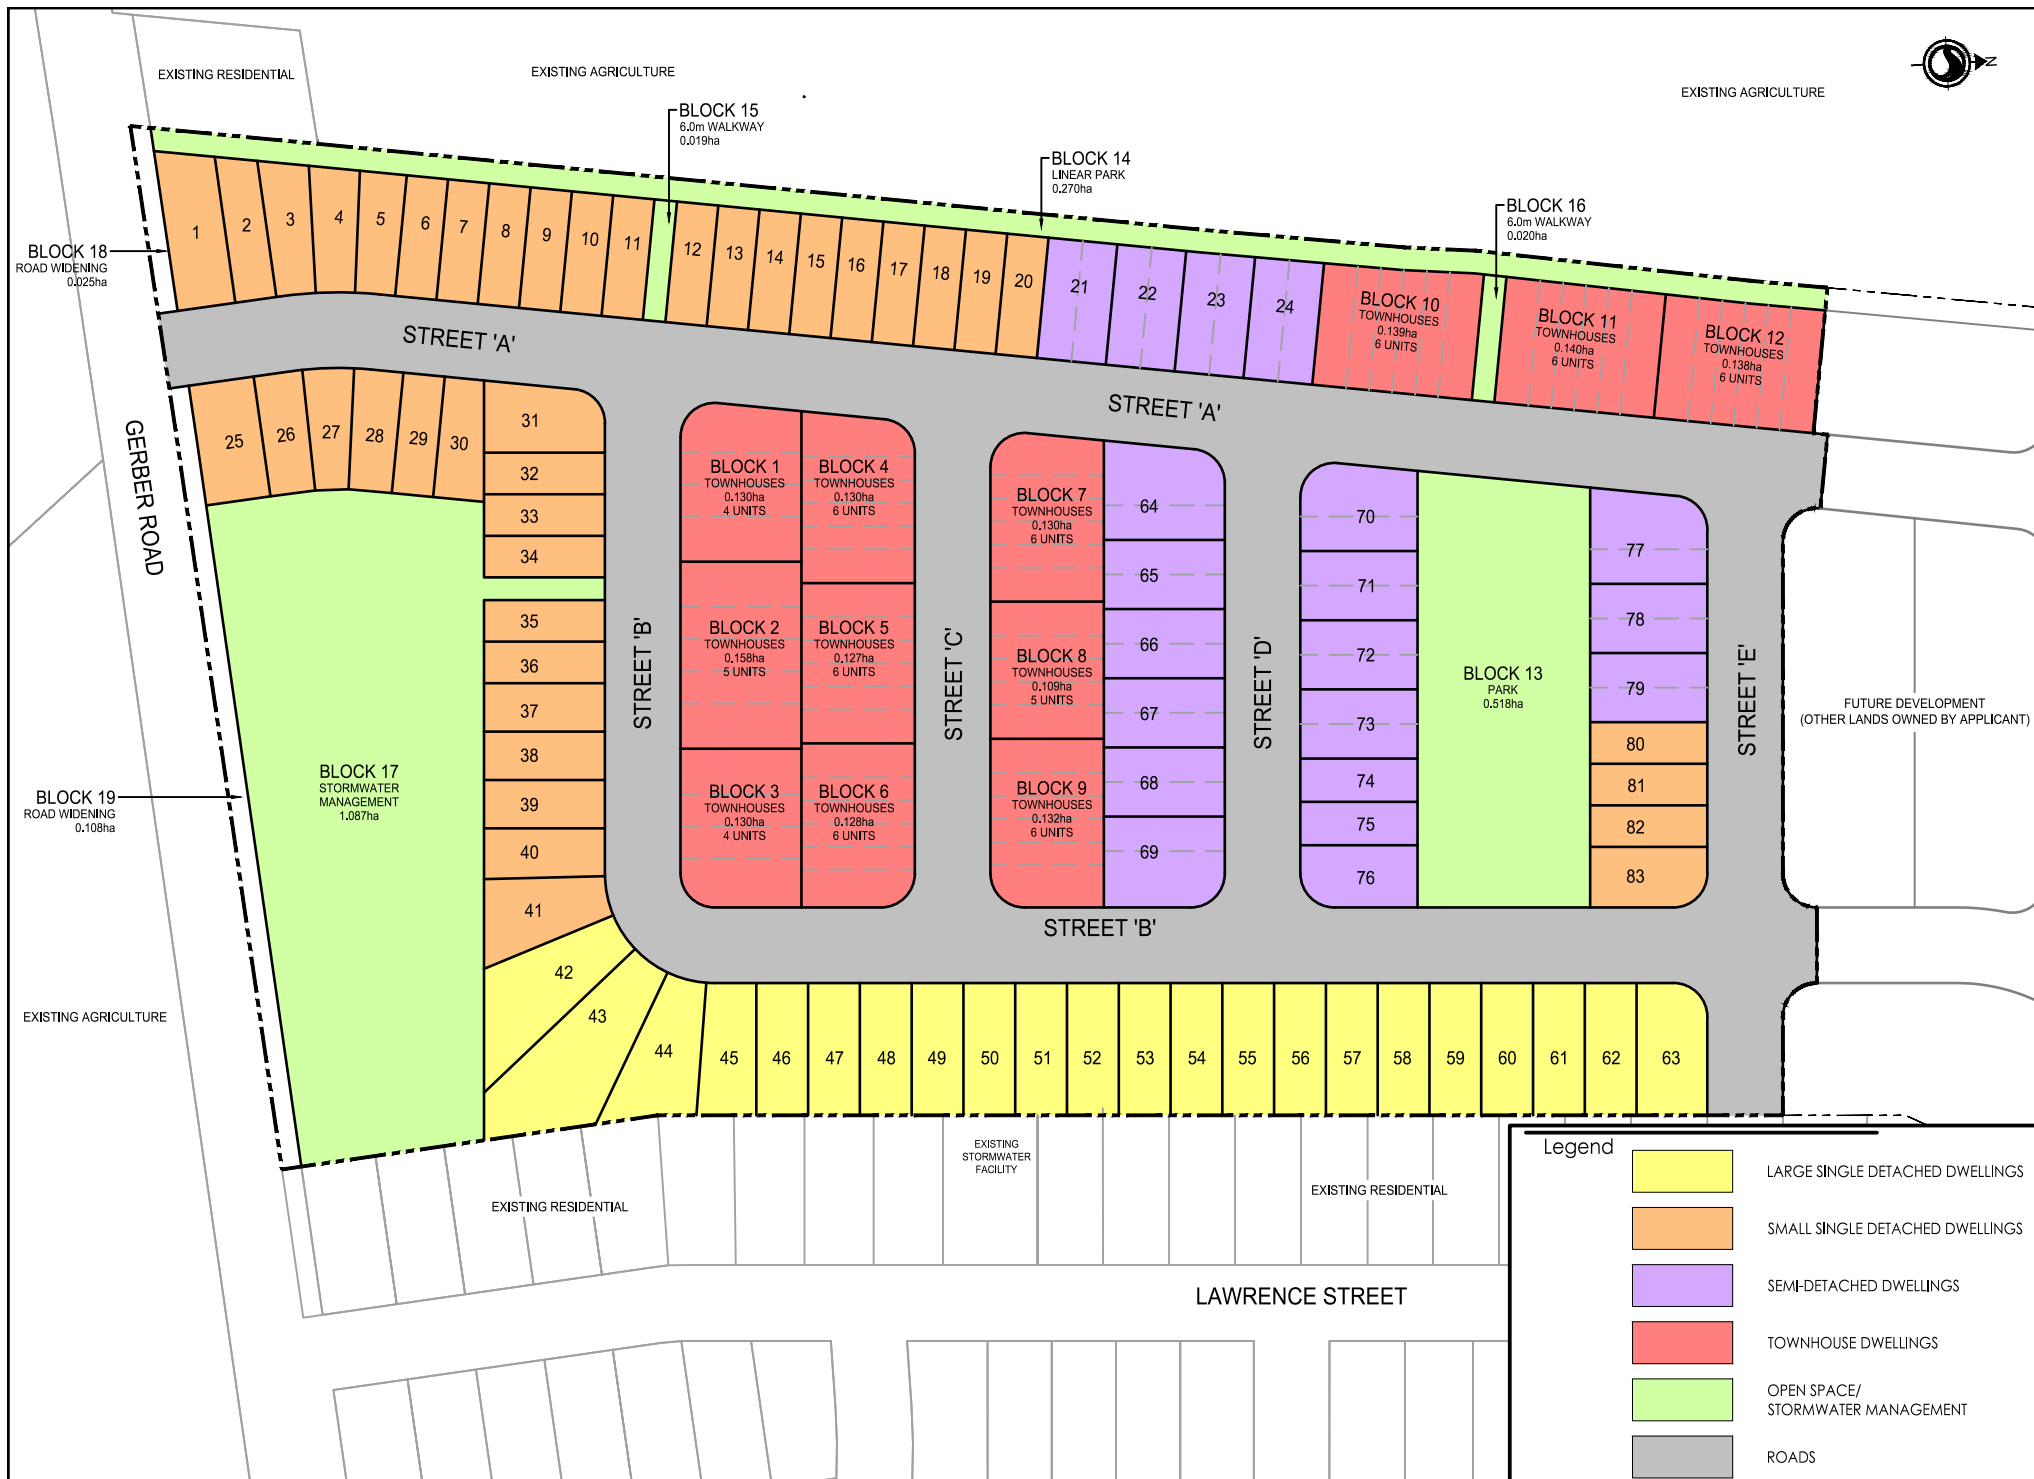 EXISTING RESIDENTIAL
EXISTING AGRICULTURE
EXISTING AGRICULTURE
N
BLOCK 15
6.0m WALKWAY
0.019ha
BLOCK 14
LINEAR PARK
0.270ha
BLOCK 16
6.0m WALKWAY
0.020ha
BLOCK 18
ROAD WIDENING
0.025ha
1
2
3
4
5
6
7
8
9
10
11
12
13
14
15
16
17
18
19
20
21
22
23
24
BLOCK 10
TOWNHOUSES
0.139ha
6 UNITS
BLOCK 11
TOWNHOUSES
0.140ha
6 UNITS
BLOCK 12
TOWNHOUSES
0.138ha
6 UNITS
STREET 'A'
STREET 'A'
GERBER ROAD
25
26
27
28
29
30
31
32
33
34
35
36
37
38
39
40
41
42
43
44
45
46
47
48
49
50
51
52
53
54
55
56
57
58
59
60
61
62
63
STREET 'B'
BLOCK 1
TOWNHOUSES
0.130ha
4 UNITS
BLOCK 4
TOWNHOUSES
0.130ha
6 UNITS
BLOCK 2
TOWNHOUSES
0.158ha
5 UNITS
BLOCK 5
TOWNHOUSES
0.127ha
6 UNITS
BLOCK 3
TOWNHOUSES
0.130ha
4 UNITS
BLOCK 6
TOWNHOUSES
0.128ha
6 UNITS
STREET 'C'
BLOCK 7
TOWNHOUSES
0.130ha
6 UNITS
BLOCK 8
TOWNHOUSES
0.109ha
5 UNITS
BLOCK 9
TOWNHOUSES
0.132ha
6 UNITS
64
65
66
67
68
69
STREET 'D'
70
71
72
73
74
75
76
BLOCK 13
PARK
0.518ha
77
78
79
80
81
82
83
STREET 'E'
FUTURE DEVELOPMENT
(OTHER LANDS OWNED BY APPLICANT)
STREET 'B'
BLOCK 17
STORMWATER
MANAGEMENT
1.087ha
BLOCK 19
ROAD WIDENING
0.108ha
EXISTING AGRICULTURE
EXISTING RESIDENTIAL
EXISTING
STORMWATER
FACILITY
EXISTING RESIDENTIAL
LAWRENCE STREET
Legend
LARGE SINGLE DETACHED DWELLINGS
SMALL SINGLE DETACHED DWELLINGS
SEMI-DETACHED DWELLINGS
TOWNHOUSE DWELLINGS
OPEN SPACE/
STORMWATER MANAGEMENT
ROADS